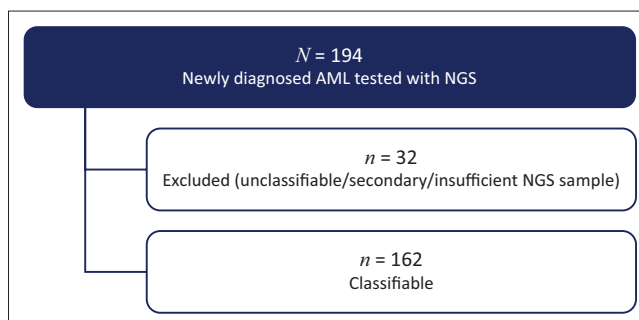 N = 194
Newly diagnosed AML tested with NGS
n = 32
Excluded (unclassifiable/secondary/insufficient NGS sample)
n = 162
Classifiable